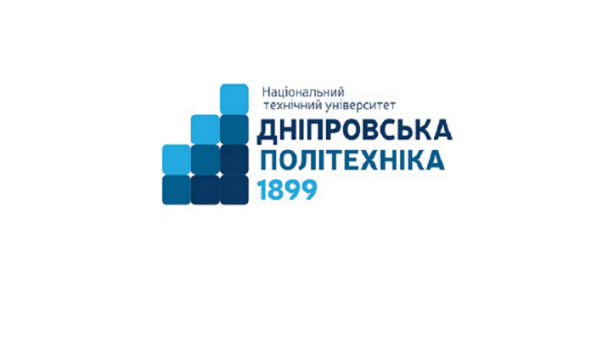 Національний
технічний університет
ДНІПРОВСЬКА
ПОЛІТЕХНІКА
1899